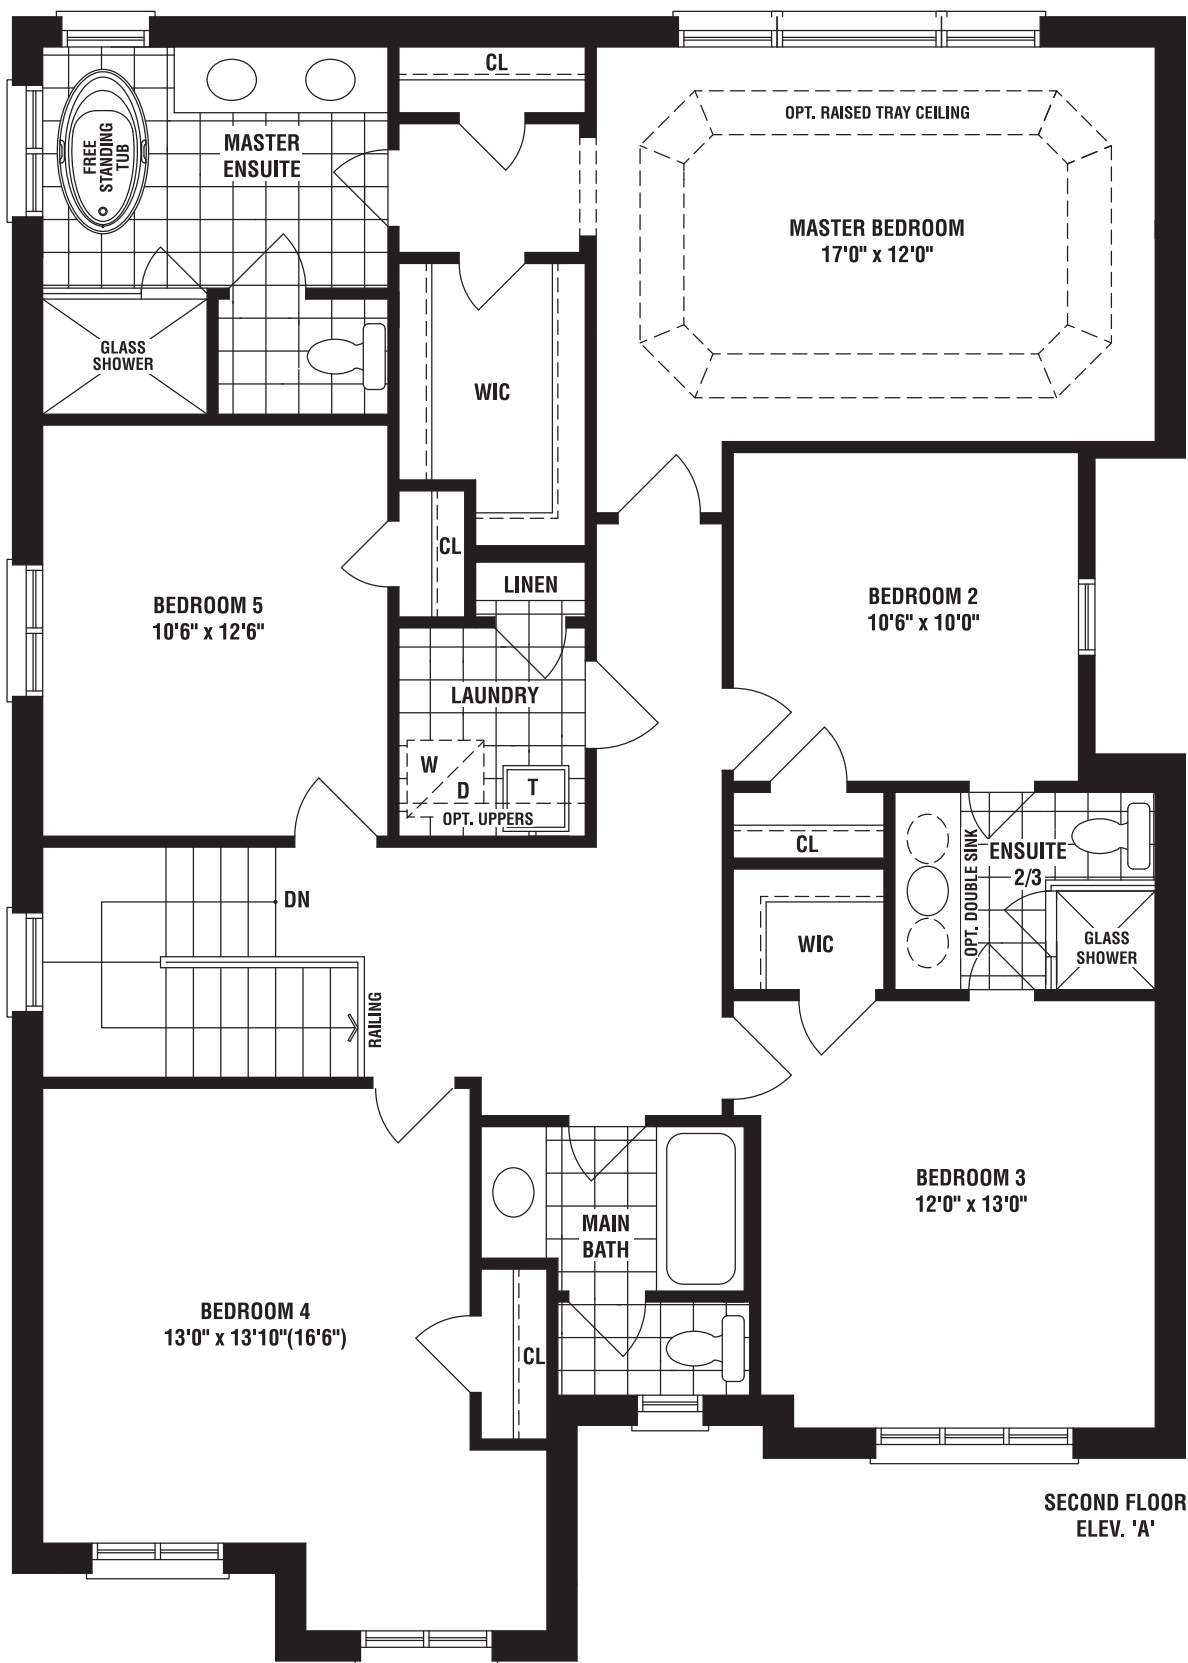 CL
OPT. RAISED TRAY CEILING
MASTER
ENSUITE
FREE
STANDING
TUB
MASTER BEDROOM
17'0" x 12'0"
GLASS
SHOWER
WIC
CL
LINEN
BEDROOM 5
10'6" x 12'6"
BEDROOM 2
10'6" x 10'0"
LAUNDRY
W
D
T
OPT. UPPERS
CL
OPT. DOUBLE SINK
ENSUITE
2/3
DN
WIC
GLASS
SHOWER
RAILING
BEDROOM 3
12'0" x 13'0"
MAIN
BATH
BEDROOM 4
13'0" x 13'10"(16'6")
CL
SECOND FLOOR
ELEV. 'A'